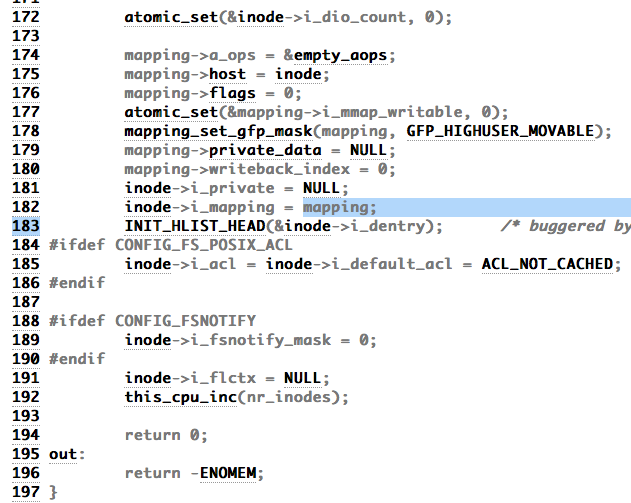 172 atomic_set(&inode->i_dio_count, 0);
173
174 mapping->a_ops = &empty_aops;
175 mapping->host = inode;
176 mapping->flags = 0;
177 atomic_set(&mapping->i_mmap_writable, 0);
178 mapping_set_gfp_mask(mapping, GFP_HIGHUSER_MOVABLE);
179 mapping->private_data = NULL;
180 mapping->writeback_index = 0;
181 inode->i_private = NULL;
182 inode->i_mapping = mapping;
183 INIT_HLIST_HEAD(&inode->i_dentry); /* buggered by
184 #ifdef CONFIG_FS_POSIX_ACL
185 inode->i_acl = inode->i_default_acl = ACL_NOT_CACHED;
186 #endif
187
188 #ifdef CONFIG_FSNOTIFY
189 inode->i_fsnotify_mask = 0;
190 #endif
191 inode->i_flctx = NULL;
192 this_cpu_inc(nr_inodes);
193
194 return 0;
195 out:
196 return -ENOMEM;
197 }